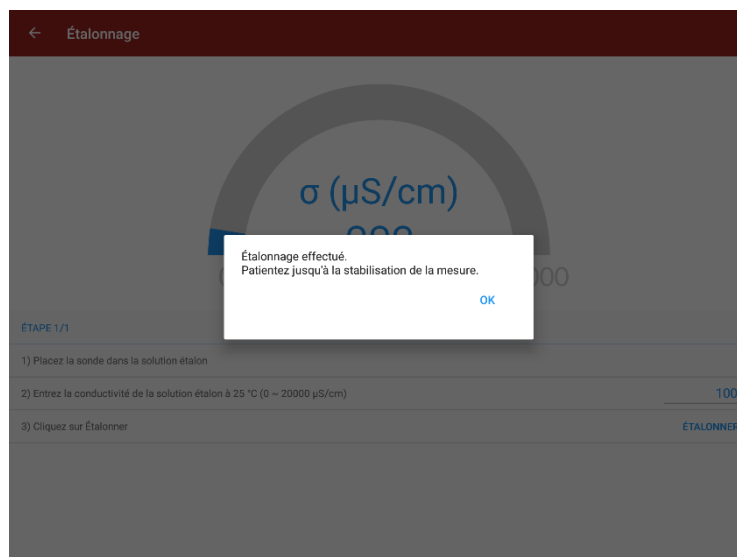 Étalonnage
σ (µS/cm)
Étalonnage effectué.
Patientez jusqu'à la stabilisation de la mesure.
OK
ÉTAPE 1/1
1) Placez la sonde dans la solution étalon
2) Entrez la conductivité de la solution étalon à 25 °C (0 ~ 20000 µS/cm)
3) Cliquez sur Étalonner